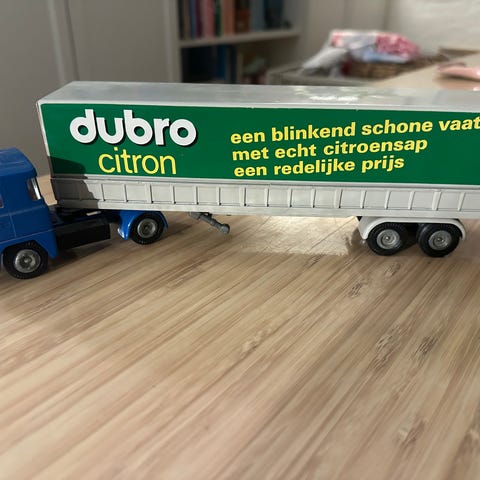 dubro
citron
een blinkend schone vaat
met echt citroensap
een redelijke prijs